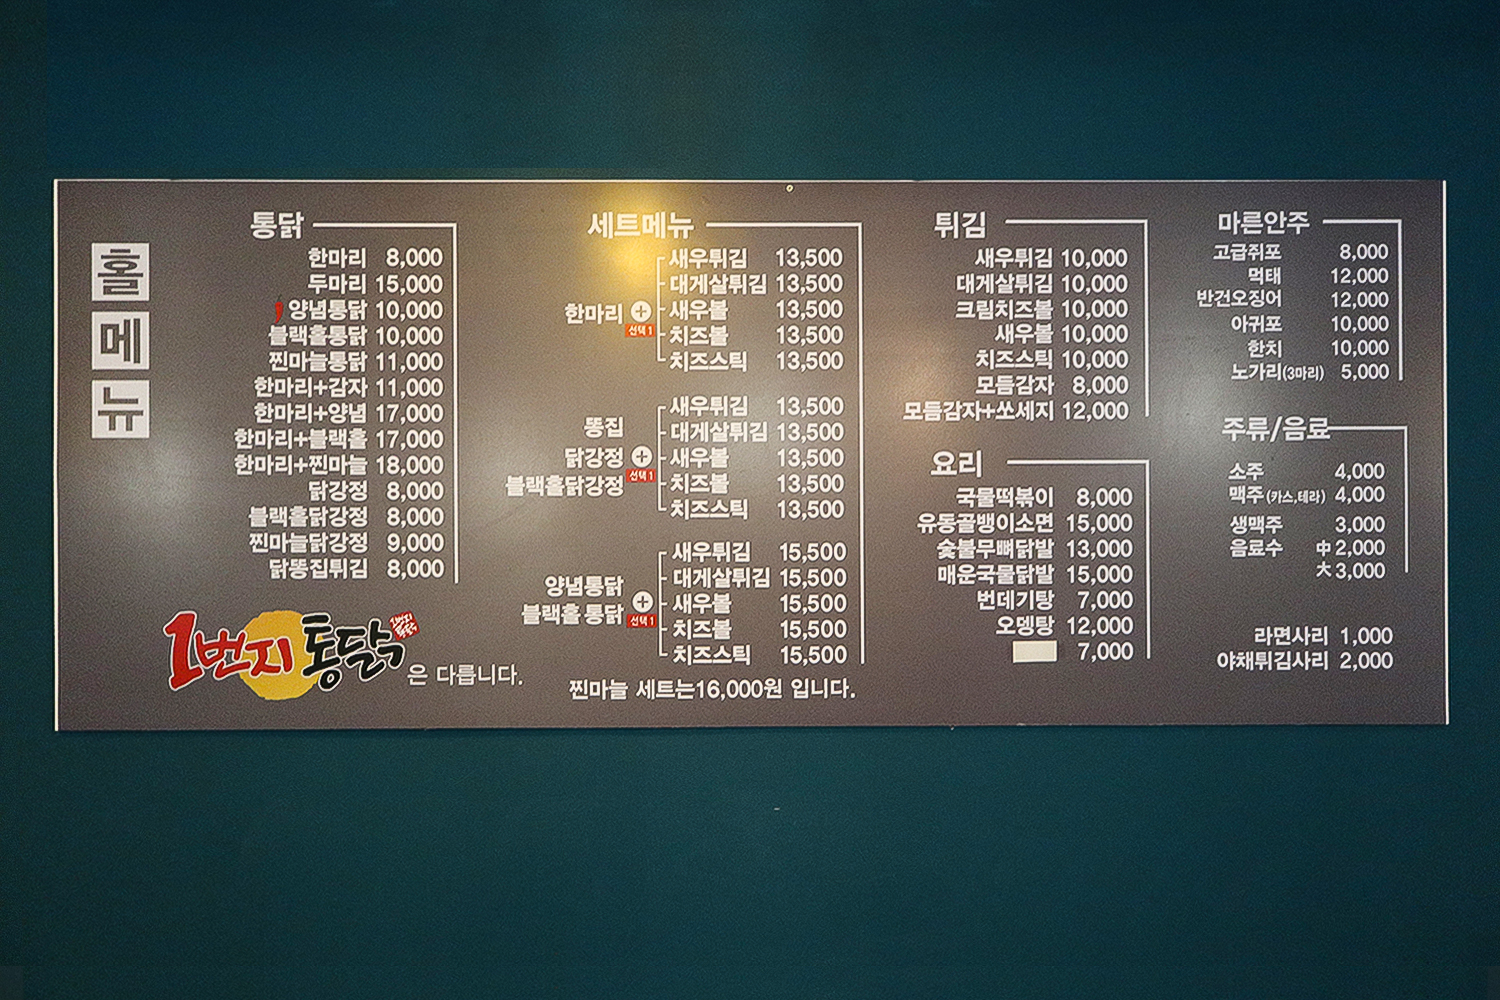 홀메뉴
통닭
한마리 8,000
두마리 15,000
양념통닭 10,000
블랙홀통닭 10,000
찐마늘통닭 11,000
한마리+감자 11,000
한마리+양념 17,000
한마리+블랙홀 17,000
한마리+찐마늘 18,000
닭강정 8,000
블랙홀닭강정 8,000
찐마늘닭강정 9,000
닭똥집튀김 8,000
1번지통닭은 다릅니다.
세트메뉴
한마리 + 선택 1
새우튀김 13,500
대게살튀김 13,500
새우볼 13,500
치즈볼 13,500
치즈스틱 13,500
똥집
닭강정 + 선택 1
블랙홀닭강정
새우튀김 13,500
대게살튀김 13,500
새우볼 13,500
치즈볼 13,500
치즈스틱 13,500
양념통닭
블랙홀 통닭 + 선택 1
새우튀김 15,500
대게살튀김 15,500
새우볼 15,500
치즈볼 15,500
치즈스틱 15,500
찐마늘 세트는16,000원 입니다.
튀김
새우튀김 10,000
대게살튀김 10,000
크림치즈볼 10,000
새우볼 10,000
치즈스틱 10,000
모듬감자 8,000
모듬감자+쏘세지 12,000
요리
국물떡볶이 8,000
유동골뱅이소면 15,000
숯불무뼈닭발 13,000
매운국물닭발 15,000
번데기탕 7,000
오뎅탕 12,000
7,000
마른안주
고급쥐포 8,000
먹태 12,000
반건오징어 12,000
아귀포 10,000
한치 10,000
노가리(3마리) 5,000
주류/음료
소주 4,000
맥주(카스,테라) 4,000
생맥주 3,000
음료수 中 2,000
大 3,000
라면사리 1,000
야채튀김사리 2,000